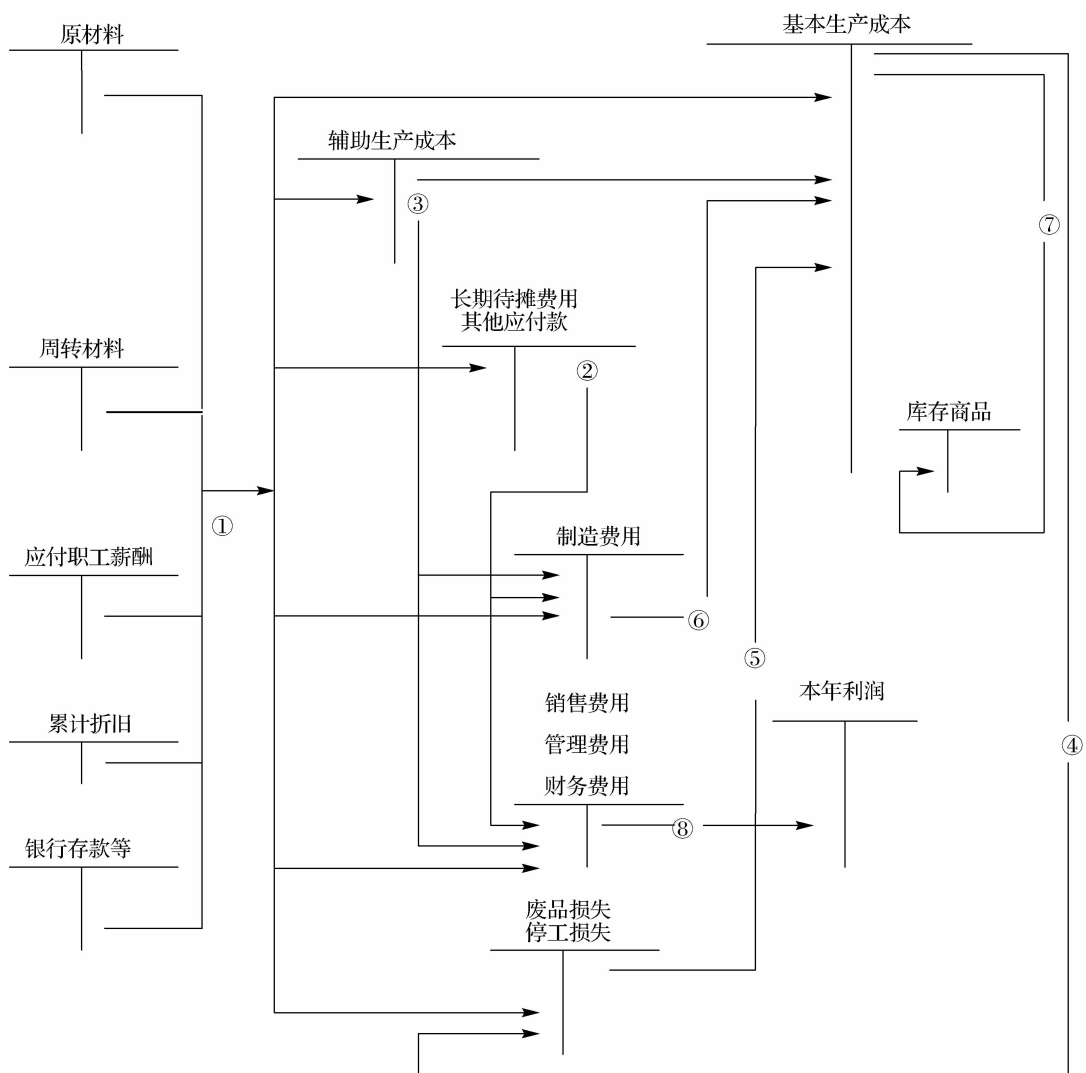 原材料
基本生产成本
辅助生产成本
③
⑦
长期待摊费用
其他应付款
周转材料
②
库存商品
①
制造费用
应付职工薪酬
⑥
⑤
本年利润
销售费用
累计折旧
管理费用
④
财务费用
⑧
银行存款等
废品损失
停工损失